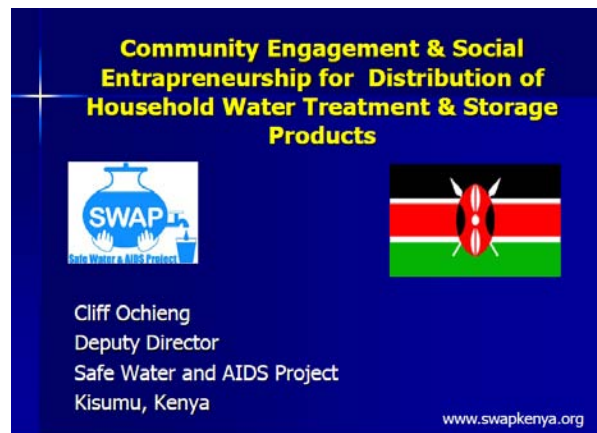 Community Engagement & Social
Entrapreneurship for Distribution of
Household Water Treatment & Storage
Products
SWAP
Safe Water & AIDS Project
Cliff Ochieng
Deputy Director
Safe Water and AIDS Project
Kisumu, Kenya
www.swapkenya.org